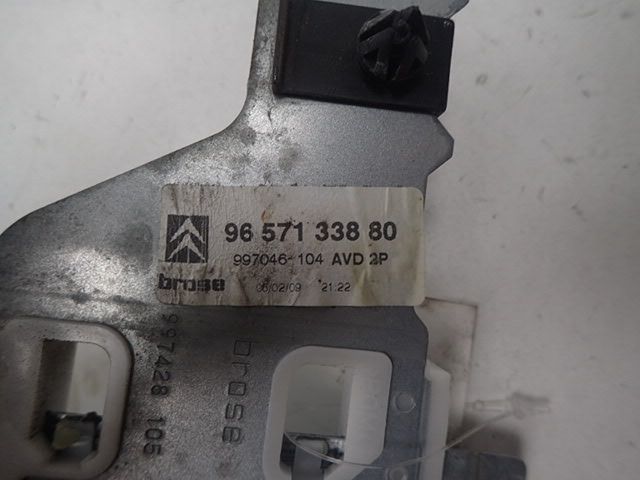 96 571 338 80
997046-104 AVD 2P
brose
06/02/09 21:22
997428 105
brose